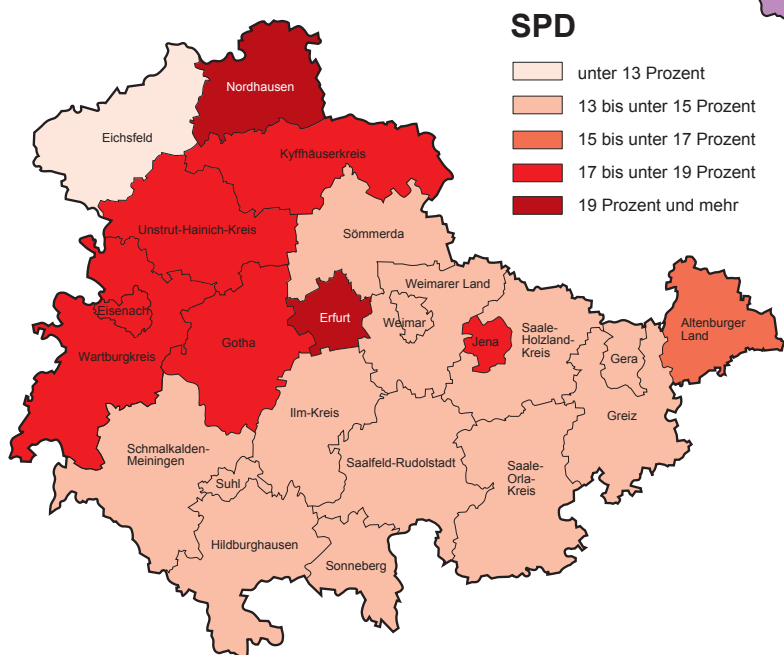 SPD
unter 13 Prozent
13 bis unter 15 Prozent
15 bis unter 17 Prozent
17 bis unter 19 Prozent
19 Prozent und mehr
Nordhausen
Eichsfeld
Kyffhäuserkreis
Unstrut-Hainich-Kreis
Sömmerda
Weimarer Land
Eisenach
Erfurt
Weimar
Gotha
Jena
Saale-
Holzland-
Kreis
Gera
Altenburger
Land
Wartburgkreis
Ilm-Kreis
Greiz
Schmalkalden-
Meiningen
Saalfeld-Rudolstadt
Saale-
Orla-
Kreis
Suhl
Hildburghausen
Sonneberg